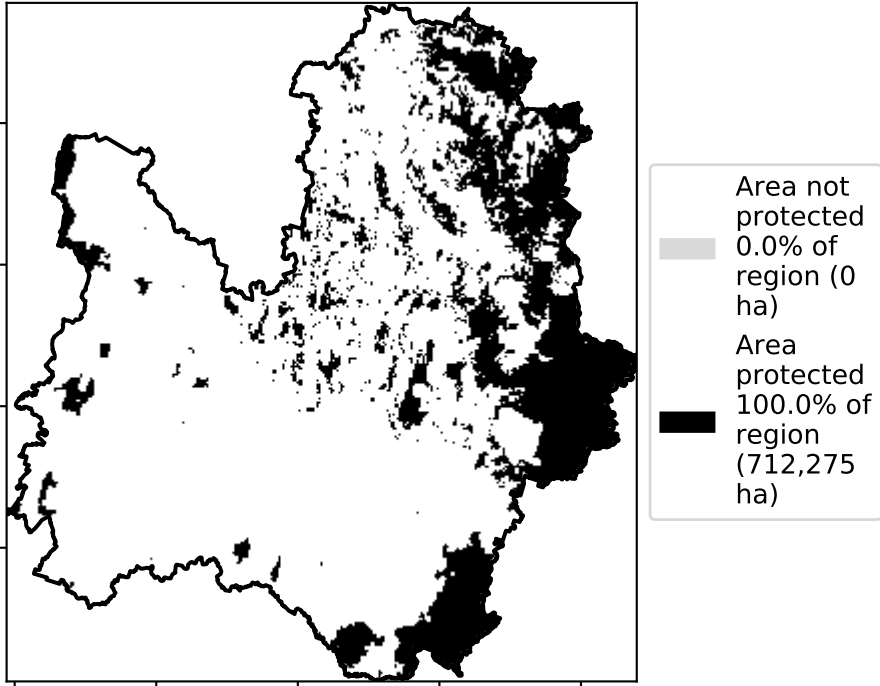 Area not
protected
0.0% of
region (0
ha)
Area
protected
100.0% of
region
(712,275
ha)